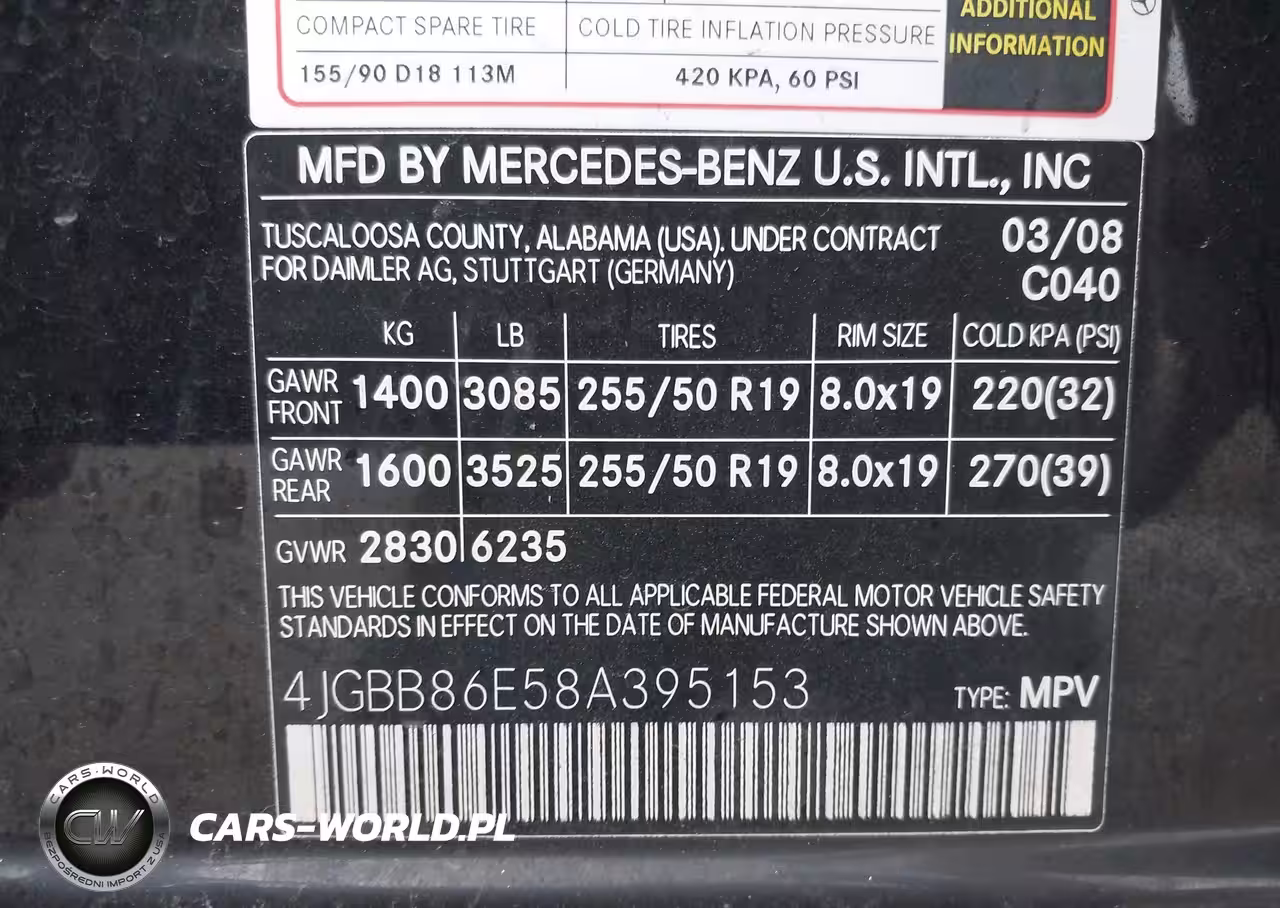 ADDITIONAL
COMPACT SPARE TIRE COLD TIRE INFLATION PRESSURE INFORMATION
155/90 D18 113M 420 KPA, 60 PSI
MFD BY MERCEDES-BENZ U.S. INTL., INC
TUSCALOOSA COUNTY, ALABAMA (USA). UNDER CONTRACT 03/08
FOR DAIMLER AG, STUTTGART (GERMANY) C040
KG LB TIRES RIM SIZE COLD KPA (PSI)
GAWR FRONT 1400 3085 255/50 R19 8.0x19 220(32)
GAWR REAR 1600 3525 255/50 R19 8.0x19 270(39)
GVWR 2830 6235
THIS VEHICLE CONFORMS TO ALL APPLICABLE FEDERAL MOTOR VEHICLE SAFETY
STANDARDS IN EFFECT ON THE DATE OF MANUFACTURE SHOWN ABOVE.
4JGBB86E58A395153 TYPE: MPV
CARS-WORLD
CW
BEZPOŚREDNI IMPORT Z USA
CARS-WORLD.PL